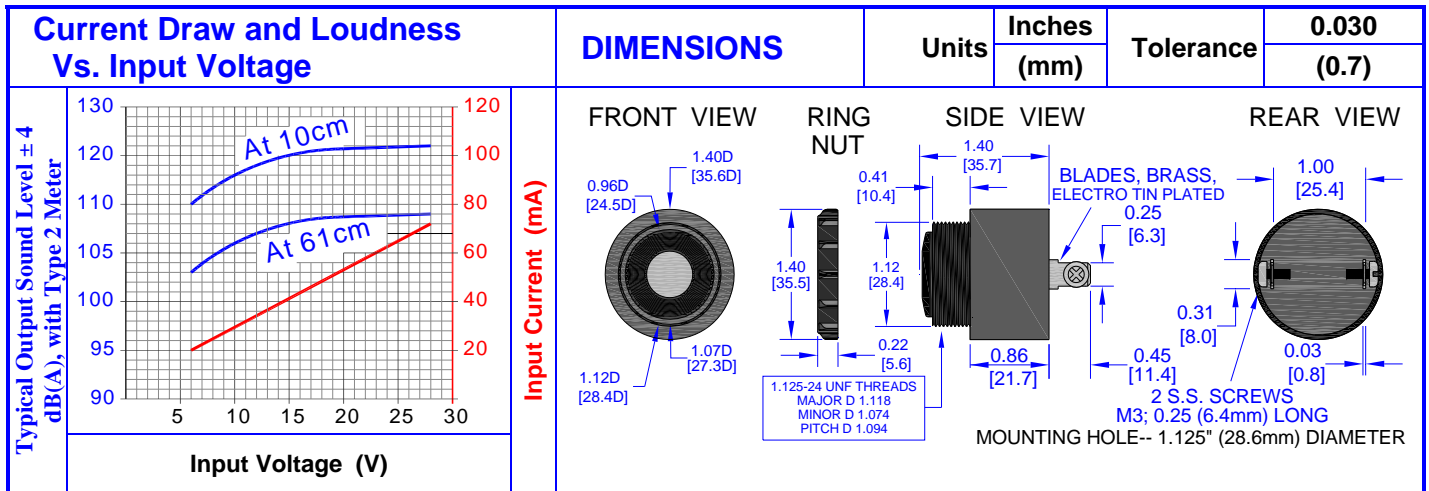 Current Draw and Loudness
Vs. Input Voltage
DIMENSIONS
Units
Inches
(mm)
Tolerance
0.030
(0.7)
Typical Output Sound Level ± 4
dB(A), with Type 2 Meter
130
120
110
105
100
95
90
At 10cm
At 61cm
120
100
80
60
40
20
Input Current (mA)
5 10 15 20 25 30
Input Voltage (V)
FRONT VIEW
1.40D
[35.6D]
0.96D
[24.5D]
1.07D
[27.3D]
1.12D
[28.4D]
RING
NUT
1.40
[35.5]
0.22
[5.6]
SIDE VIEW
1.40
[35.7]
0.41
[10.4]
1.12
[28.4]
BLADES, BRASS,
ELECTRO TIN PLATED
0.25
[6.3]
0.86
[21.7]
0.45
[11.4]
1.125-24 UNF THREADS
MAJOR D 1.118
MINOR D 1.074
PITCH D 1.094
REAR VIEW
1.00
[25.4]
0.31
[8.0]
0.03
[0.8]
2 S.S. SCREWS
M3; 0.25 (6.4mm) LONG
MOUNTING HOLE-- 1.125" (28.6mm) DIAMETER